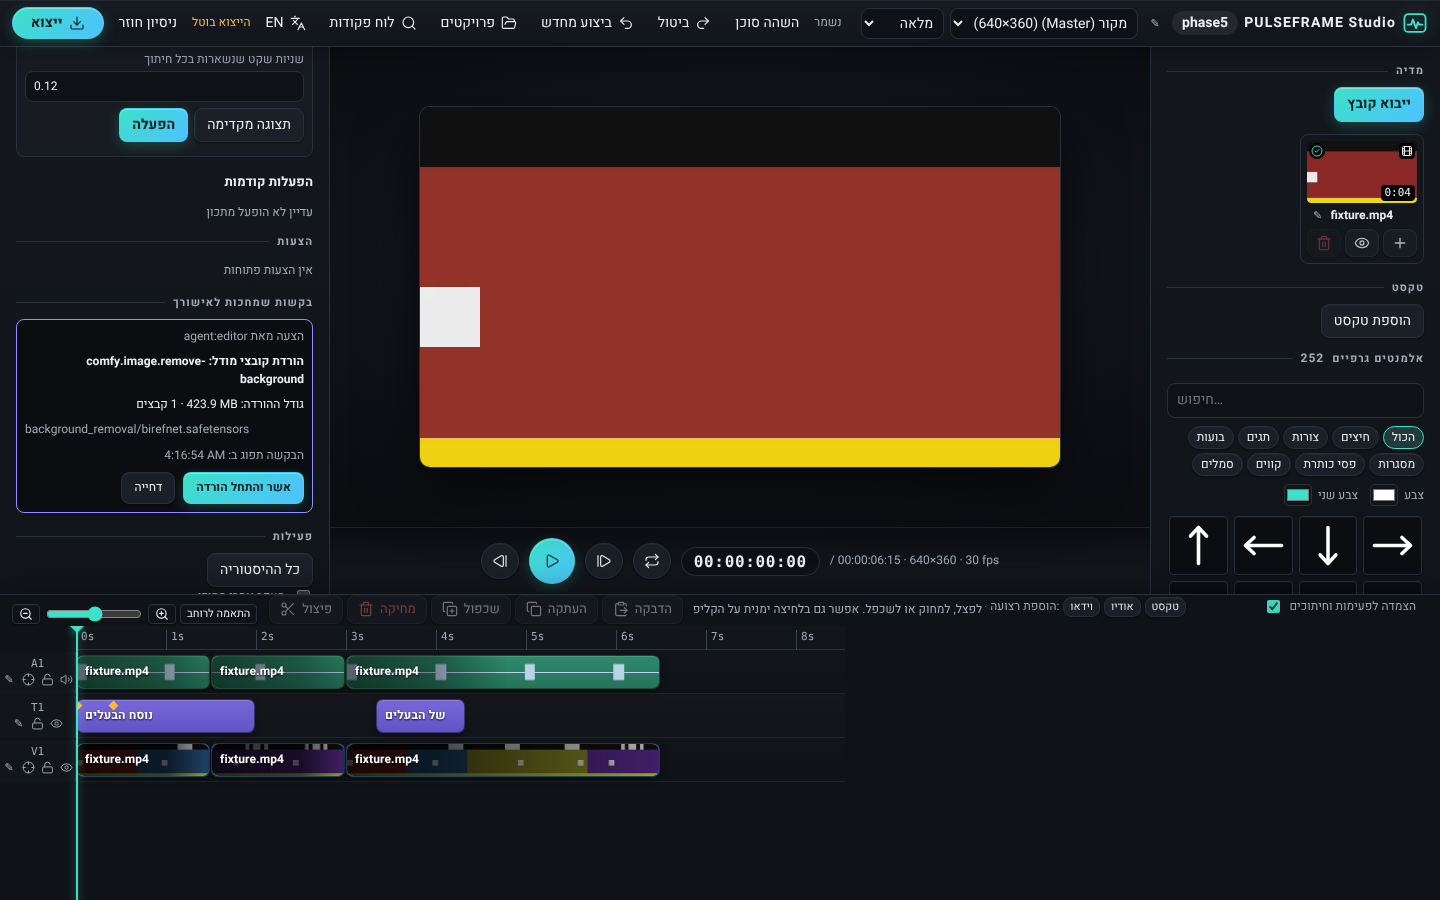 PULSEFRAME Studio
phase5
מקור (Master) (640×360)
מלאה
נשמר
השהה סוכן
ביטול
ביצוע מחדש
פרויקטים
לוח פקודות
EN
הייצוא בוטל
ניסיון חוזר
ייצוא
מדיה
ייבוא קובץ
0:04
fixture.mp4
טקסט
הוספת טקסט
אלמנטים גרפיים 252
חיפוש...
הכול
חיצים
צורות
תגים
בועות
מסגרות
פסי כותרת
קווים
סמלים
צבע
צבע שני
00:00:00:00
/ 00:00:06:15 · 640×360 · 30 fps
שניות שקט שנשארות בכל חיתוך
0.12
תצוגה מקדימה
הפעלה
הפעלות קודמות
עדיין לא הופעל מתכון
הצעות
אין הצעות פתוחות
בקשות שמחכות לאישורך
הצעה מאת agent:editor
הורדת קובצי מודל: comfy.image.remove-
background
גודל ההורדה: 423.9 MB · 1 קבצים
background_removal/birefnet.safetensors
הבקשה תפוג ב: 4:16:54 AM
אשר והתחל הורדה
דחייה
פעילות
כל ההיסטוריה
הצמדה לפעימות וחיתוכים
הוספת רצועה:
וידאו
אודיו
טקסט
לפצל, למחוק או לשכפל. אפשר גם בלחיצה ימנית על הקליפ
הדבקה
העתקה
שכפול
מחיקה
פיצול
התאמה לרוחב
0s
1s
2s
3s
4s
5s
6s
7s
8s
A1
fixture.mp4
fixture.mp4
fixture.mp4
T1
נוסח הבעלים
של הבעלים
V1
fixture.mp4
fixture.mp4
fixture.mp4